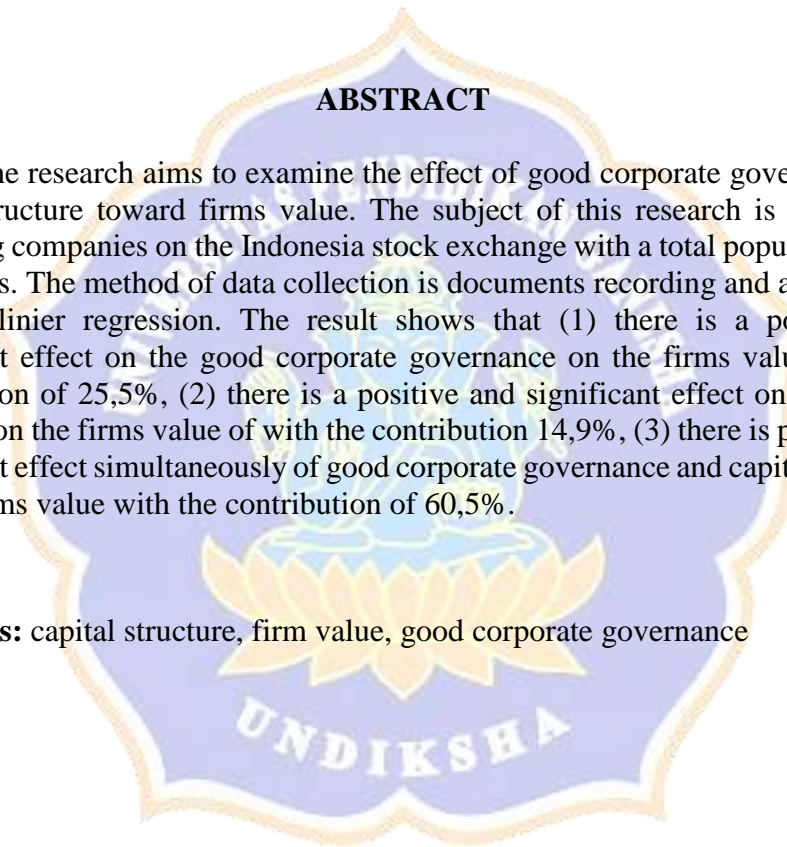 ABSTRACT
ne research aims to examine the effect of good corporate gove
ructure toward firms value. The subject of this research is
g companies on the Indonesia stock exchange with a total popu
s. The method of data collection is documents recording and a
linier regression. The result shows that (1) there is a po
t effect on the good corporate governance on the firms valu
on of 25,5%, (2) there is a positive and significant effect on
on the firms value of with the contribution 14,9%, (3) there is p
t effect simultaneously of good corporate governance and capit
ms value with the contribution of 60,5%.
s: capital structure, firm value, good corporate governance
UNIVERSITAS PENDIDIKAN GANESHA
UNDIKSHA